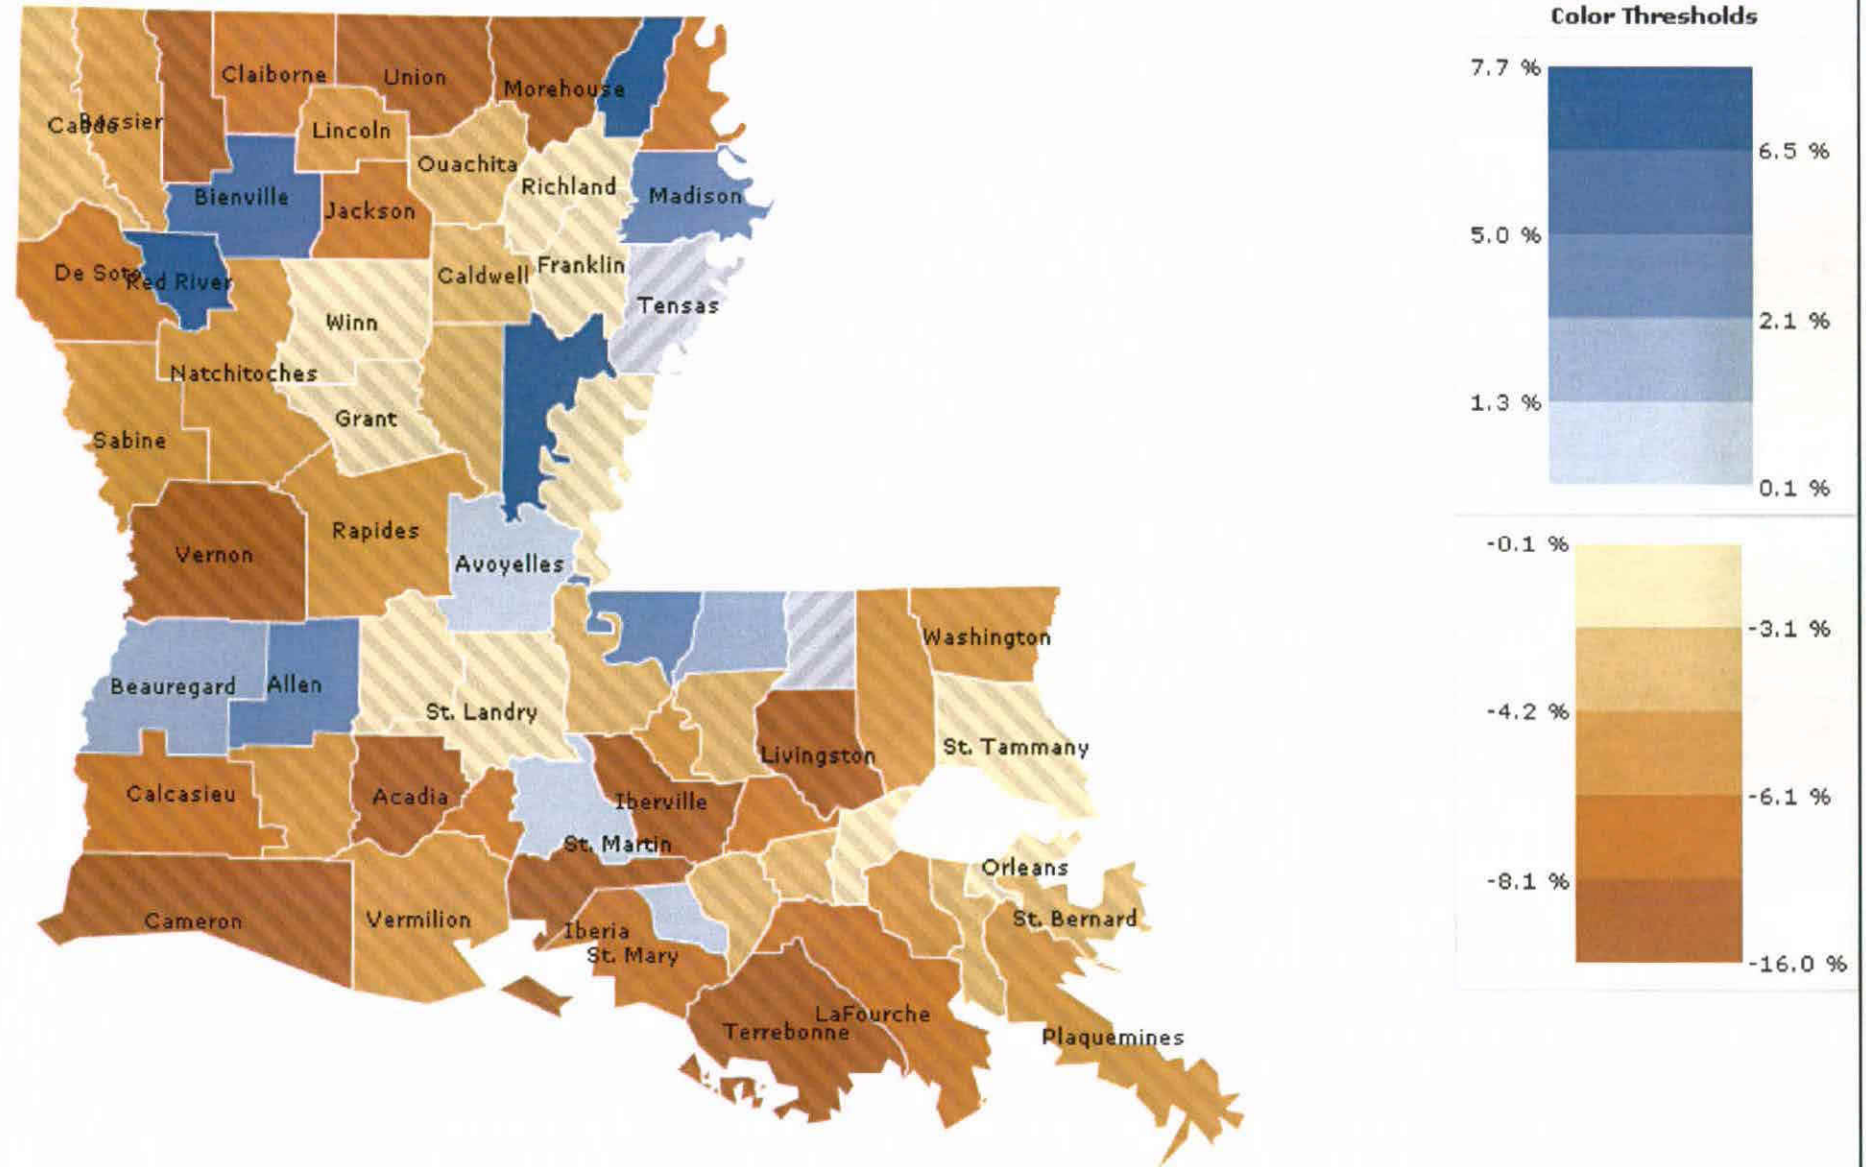 Color Thresholds
7.7 %
6.5 %
5.0 %
2.1 %
1.3 %
0.1 %
-0.1 %
-3.1 %
-4.2 %
-6.1 %
-8.1 %
-16.0 %
Claiborne
Union
Morehouse
Caddo
Bossier
Lincoln
Ouachita
Richland
Madison
Bienville
Jackson
De Soto
Red River
Caldwell
Franklin
Tensas
Winn
Natchitoches
Grant
Sabine
Vernon
Rapides
Avoyelles
Washington
Beauregard
Allen
St. Landry
Livingston
St. Tammany
Calcasieu
Acadia
Iberville
St. Martin
Orleans
Cameron
Vermilion
Iberia
St. Bernard
St. Mary
LaFourche
Terrebonne
Plaquemines